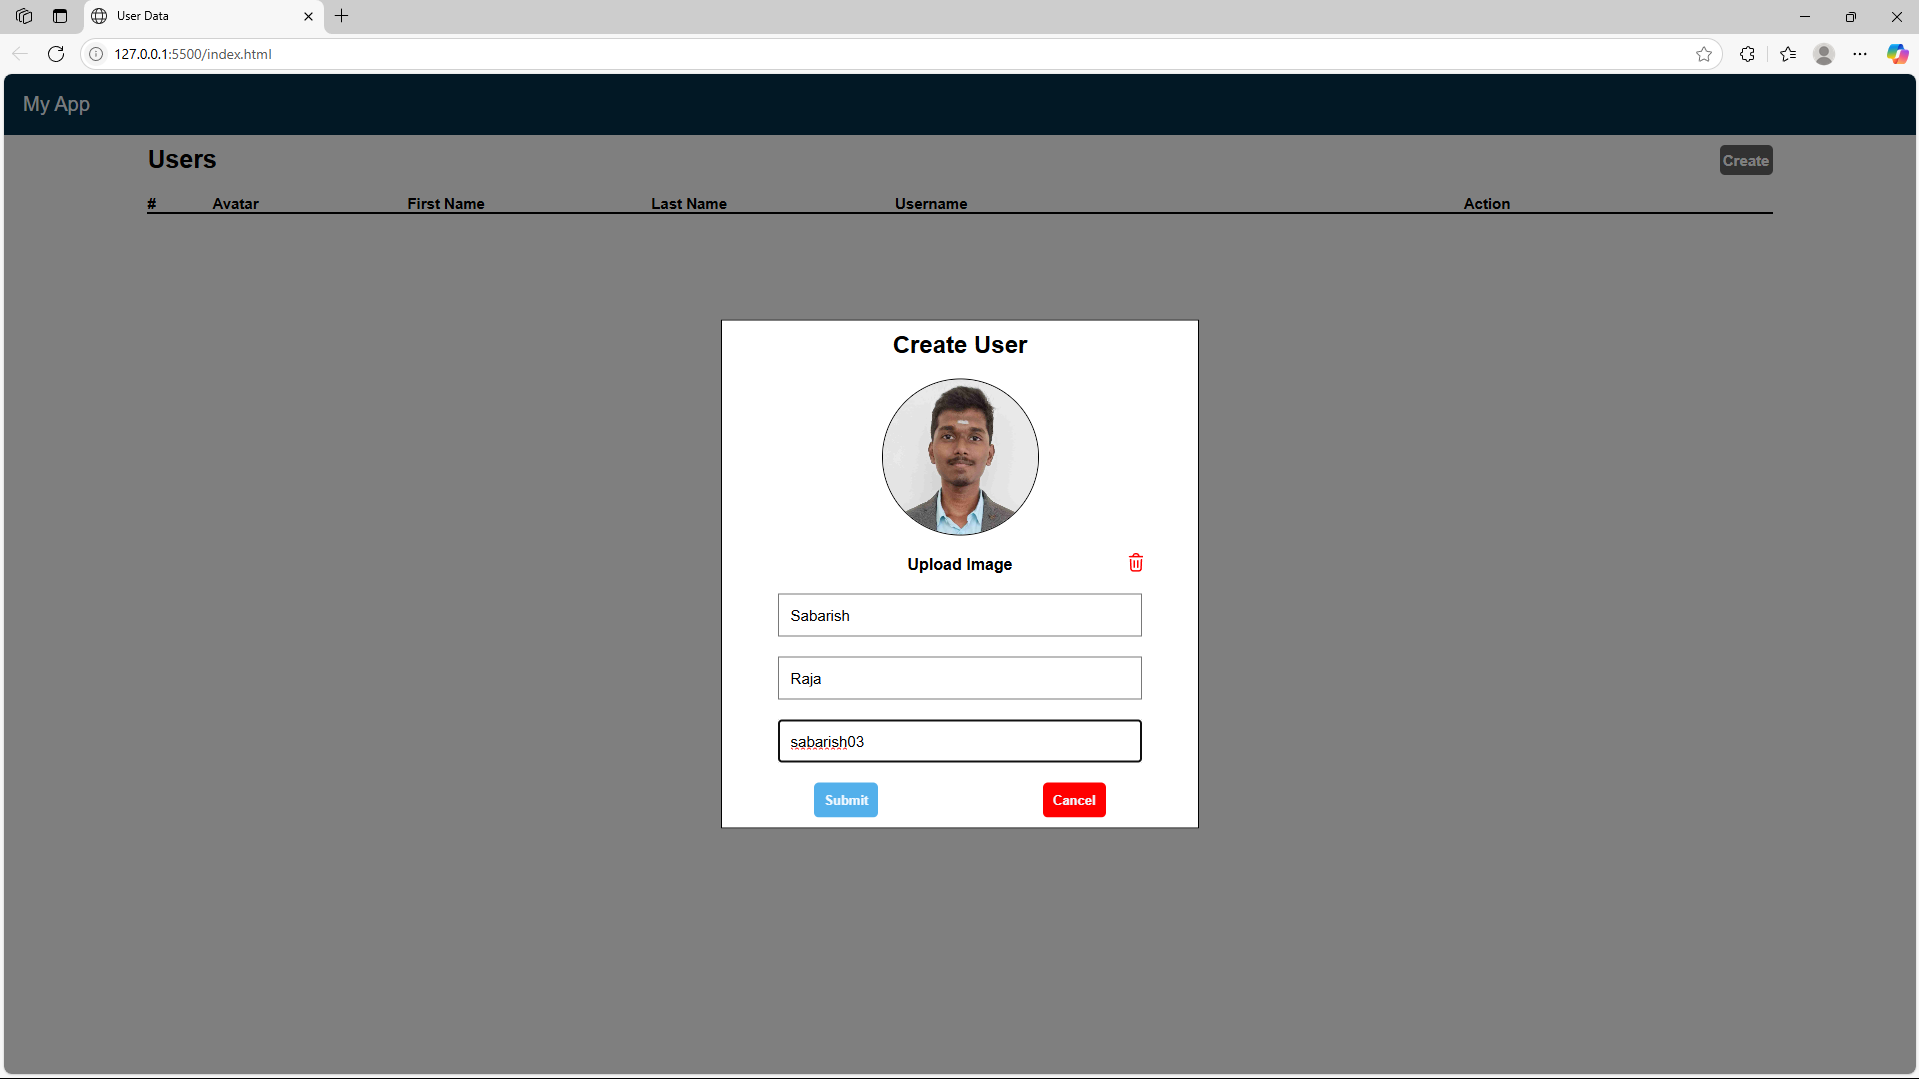 User Data
127.0.0.1:5500/index.html
My App
Users
Create
# Avatar First Name Last Name Username Action
Create User
Upload Image
Sabarish
Raja
sabarish03
Submit Cancel